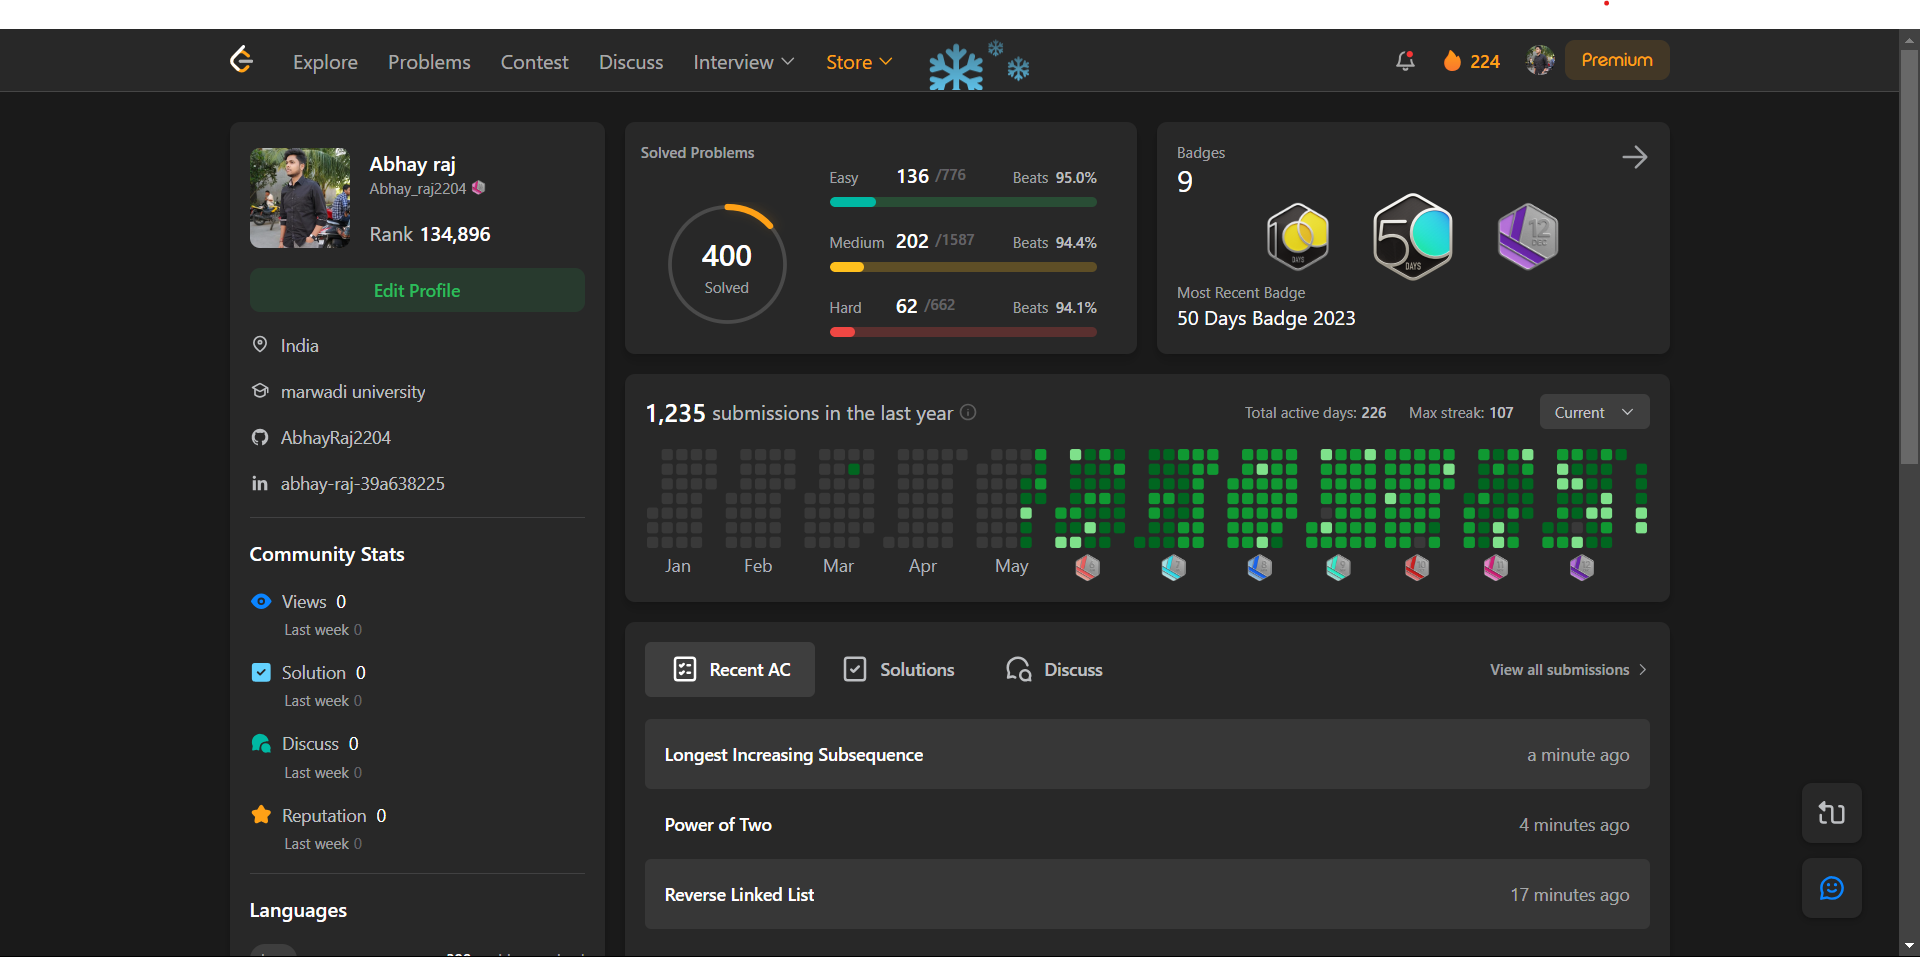 Explore Problems Contest Discuss Interview Store 224 Premium
Abhay raj
Abhay_raj2204
Rank 134,896
Edit Profile
India
marwadi university
AbhayRaj2204
abhay-raj-39a638225
Community Stats
Views 0
Last week 0
Solution 0
Last week 0
Discuss 0
Last week 0
Reputation 0
Last week 0
Languages
Solved Problems
400
Solved
Easy 136 /776 Beats 95.0%
Medium 202 /1587 Beats 94.4%
Hard 62 /662 Beats 94.1%
Badges
9
100 DAYS
50 DAYS
12 DEC
Most Recent Badge
50 Days Badge 2023
1,235 submissions in the last year Total active days: 226 Max streak: 107 Current
Jan Feb Mar Apr May
Recent AC Solutions Discuss View all submissions
Longest Increasing Subsequence a minute ago
Power of Two 4 minutes ago
Reverse Linked List 17 minutes ago